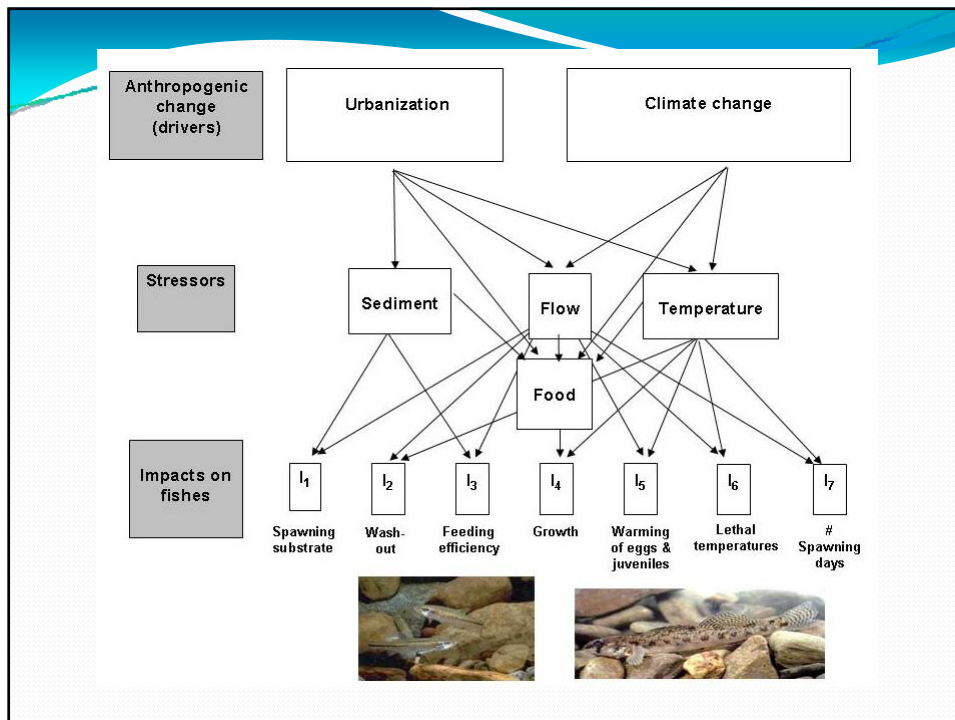 Anthropogenic
change
(drivers)
Urbanization
Climate change
Stressors
Sediment
Flow
Temperature
Food
Impacts on
fishes
I1
I2
I3
I4
I5
I6
I7
Spawning
substrate
Wash-
out
Feeding
efficiency
Growth
Warming
of eggs &
juveniles
Lethal
temperatures
#
Spawning
days